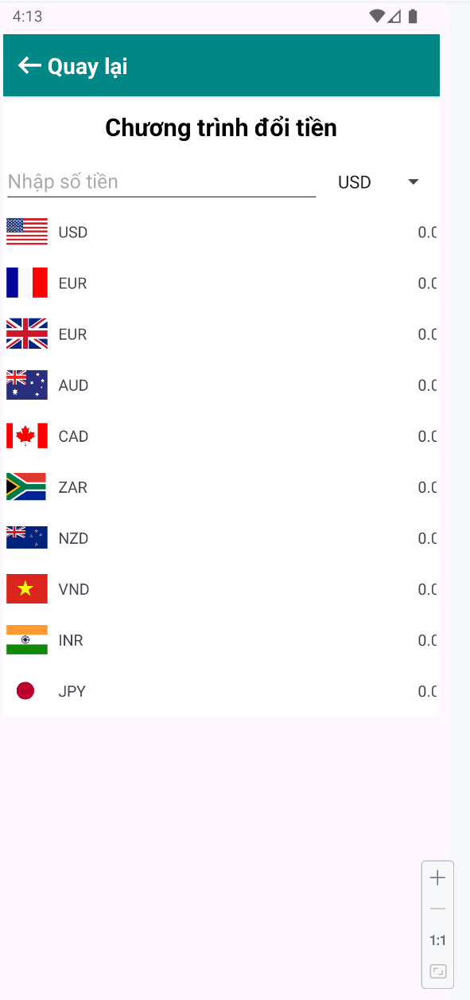 4:13
Quay lại
Chương trình đổi tiền
Nhập số tiền USD
USD 0.0
EUR 0.0
EUR 0.0
AUD 0.0
CAD 0.0
ZAR 0.0
NZD 0.0
VND 0.0
INR 0.0
JPY 0.0
1:1